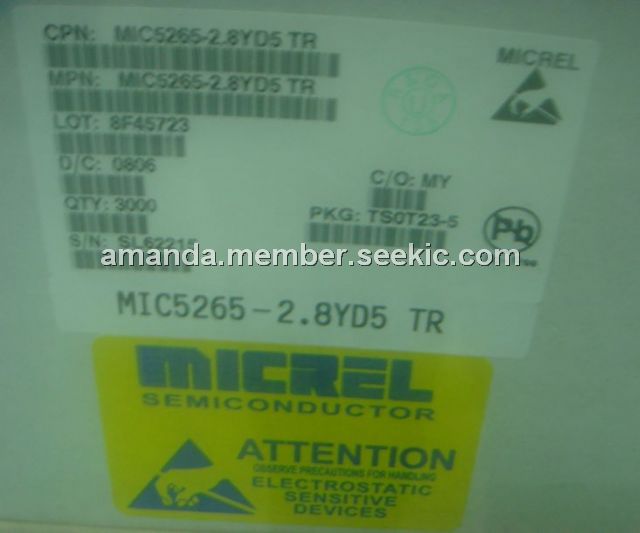 CPN: MIC5265-2.8YD5 TR
MICREL
MPN: MIC5265-2.8YD5 TR
LOT: 8F45723
D/C: 0806
C/O: MY
QTY: 3000
PKG: TSOT23-5
Pb
S/N: SL62215
amanda.member.seekic.com
MIC5265-2.8YD5 TR
MICREL
SEMICONDUCTOR
ATTENTION
OBSERVE PRECAUTIONS FOR HANDLING
ELECTROSTATIC
SENSITIVE
DEVICES